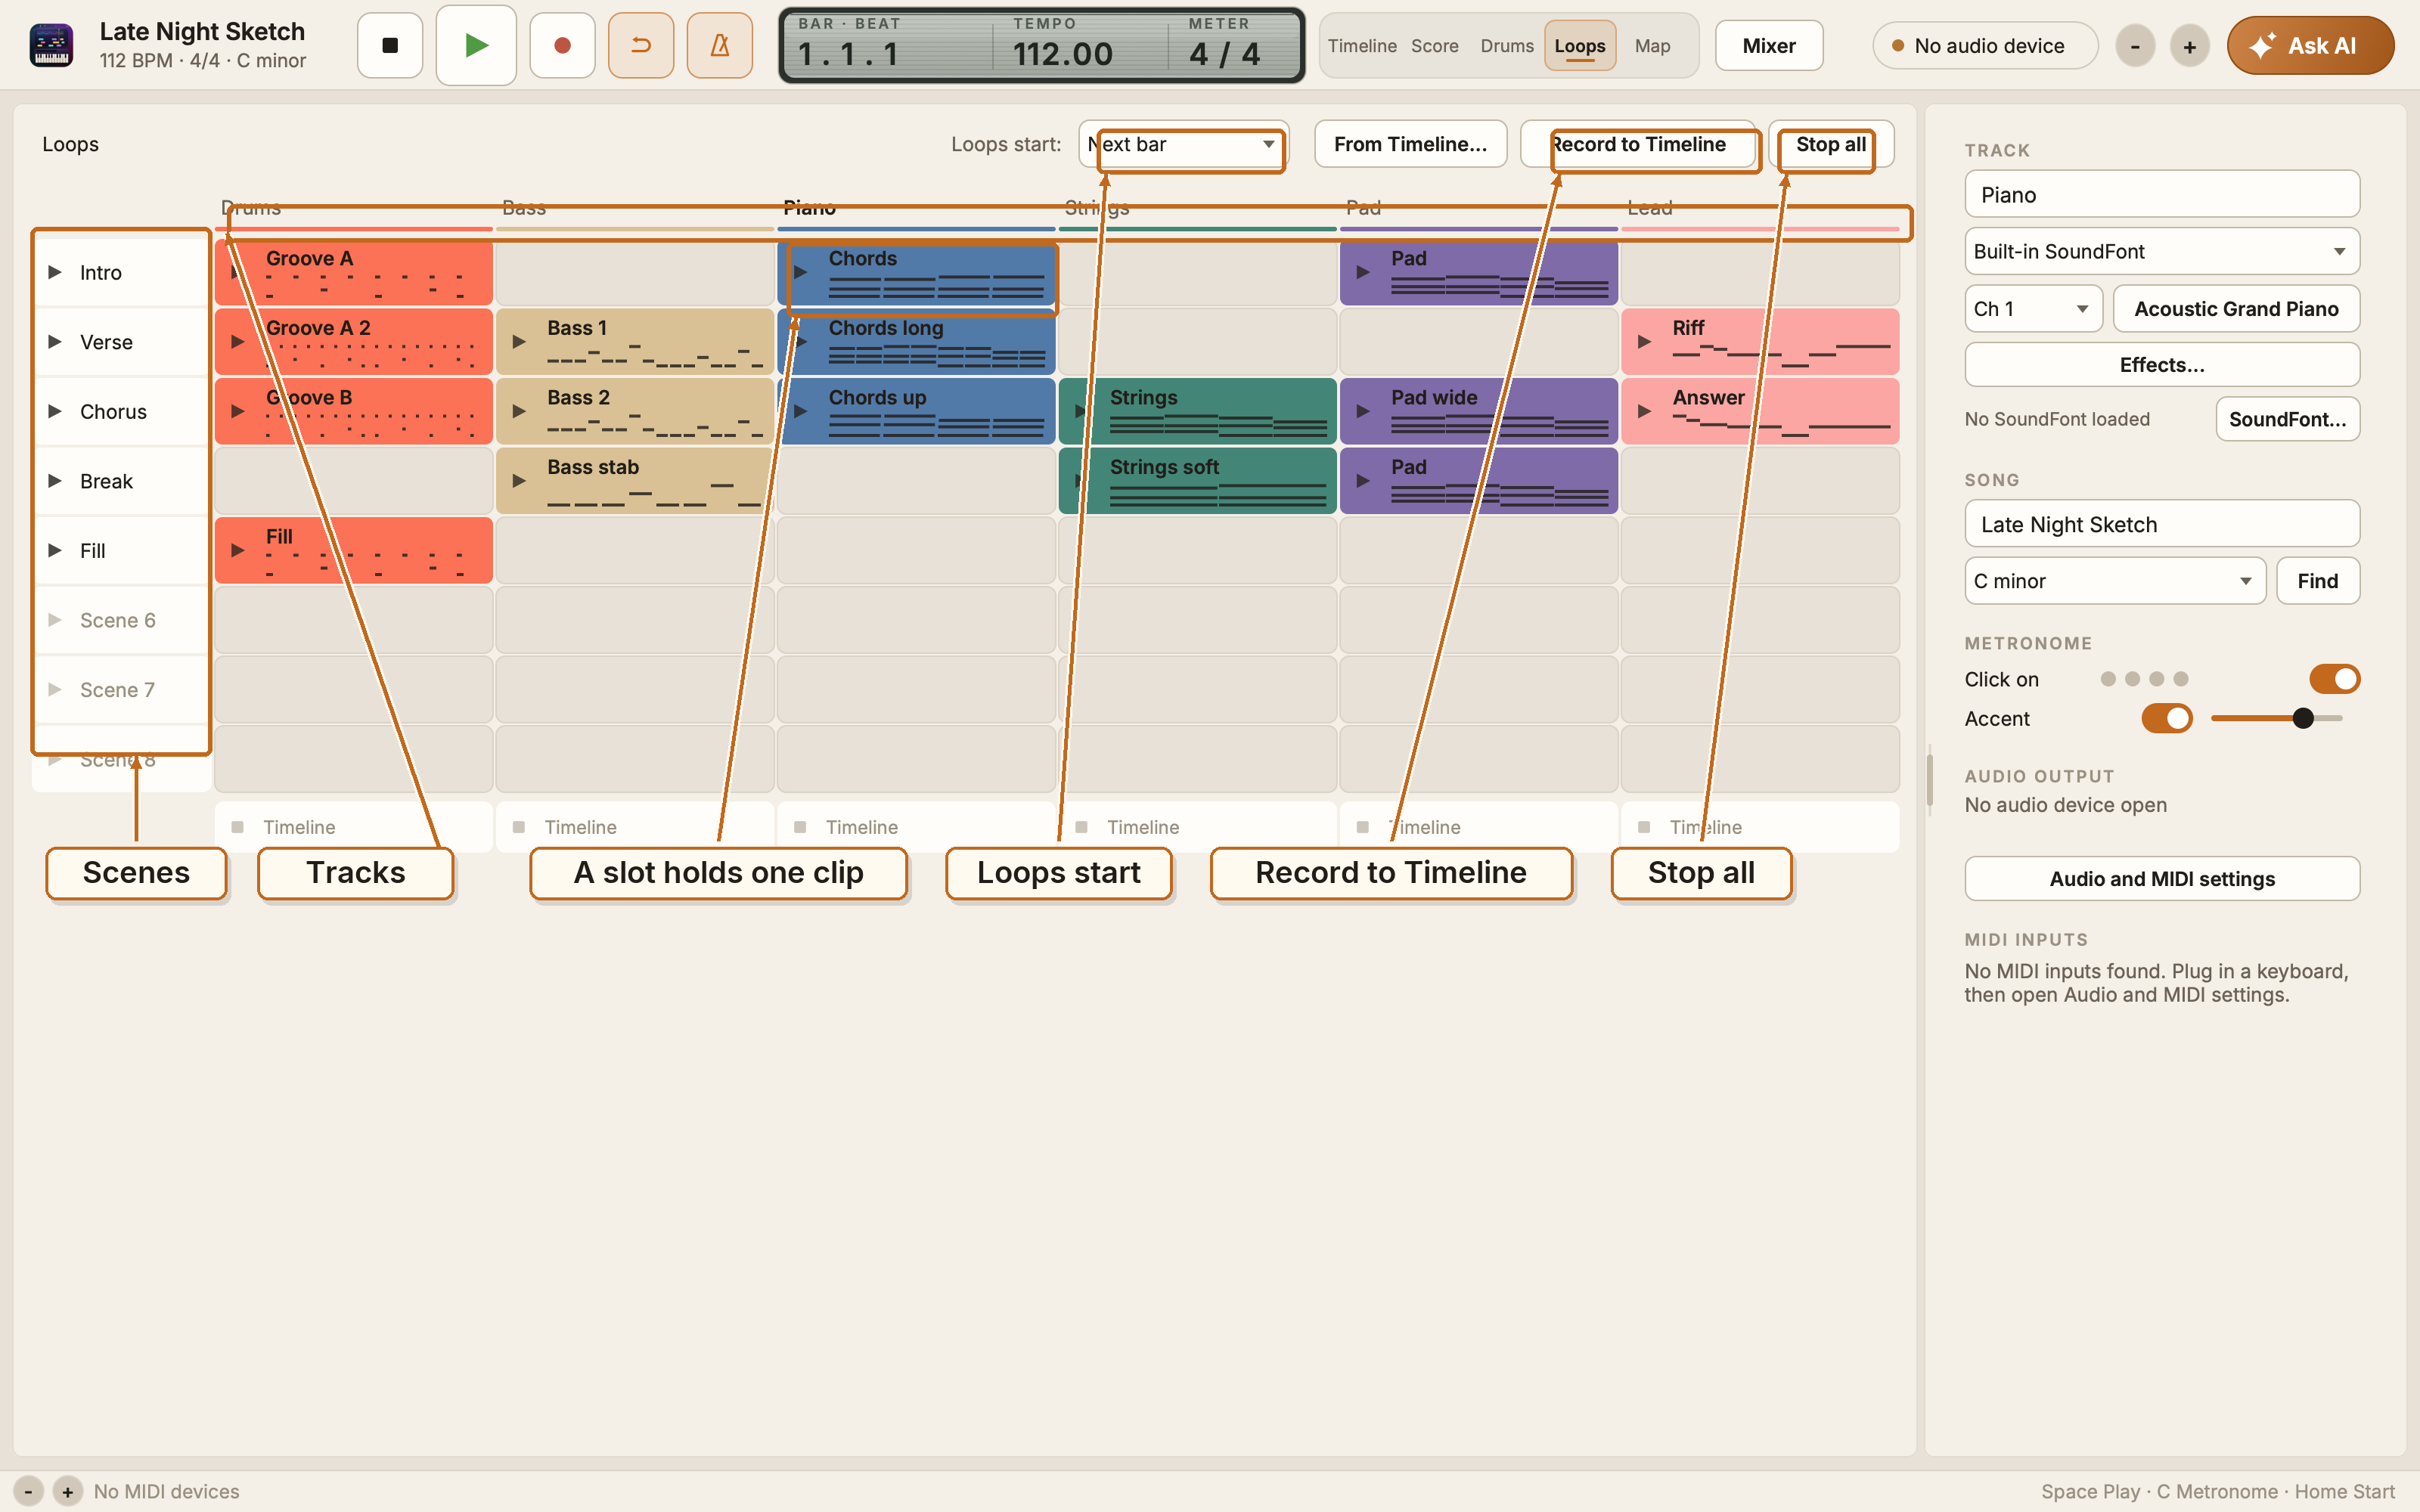 Late Night Sketch
112 BPM · 4/4 · C minor
BAR · BEAT
1 . 1 . 1
TEMPO
112.00
METER
4 / 4
Timeline
Score
Drums
Loops
Map
Mixer
No audio device
-
+
Ask AI
Loops
Loops start:
Next bar
From Timeline...
Record to Timeline
Stop all
Drums
Bass
Piano
Strings
Pad
Lead
Intro
Groove A
Chords
Pad
Verse
Groove A 2
Bass 1
Chords long
Riff
Chorus
Groove B
Bass 2
Chords up
Strings
Pad wide
Answer
Break
Bass stab
Strings soft
Pad
Fill
Fill
Scene 6
Scene 7
Scene 8
Timeline
Timeline
Timeline
Timeline
Timeline
Timeline
Scenes
Tracks
A slot holds one clip
Loops start
Record to Timeline
Stop all
TRACK
Piano
Built-in SoundFont
Ch 1
Acoustic Grand Piano
Effects...
No SoundFont loaded
SoundFont...
SONG
Late Night Sketch
C minor
Find
METRONOME
Click on
Accent
AUDIO OUTPUT
No audio device open
Audio and MIDI settings
MIDI INPUTS
No MIDI inputs found. Plug in a keyboard,
then open Audio and MIDI settings.
-
+
No MIDI devices
Space Play · C Metronome · Home Start